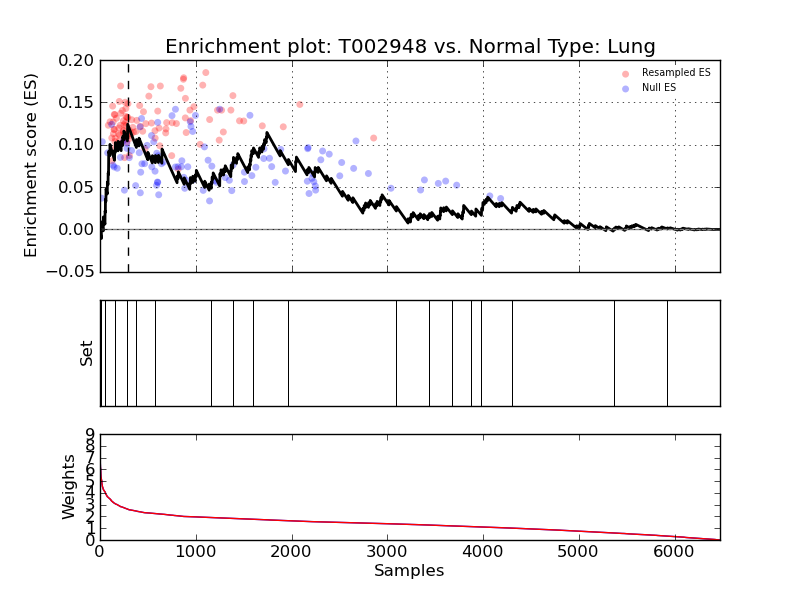 Enrichment plot: T002948 vs. Normal Type: Lung
Enrichment score (ES)
0.20
0.15
0.10
0.05
0.00
−0.05
Resampled ES
Null ES
Set
Weights
9
8
7
6
5
4
3
2
1
0
0 1000 2000 3000 4000 5000 6000
Samples